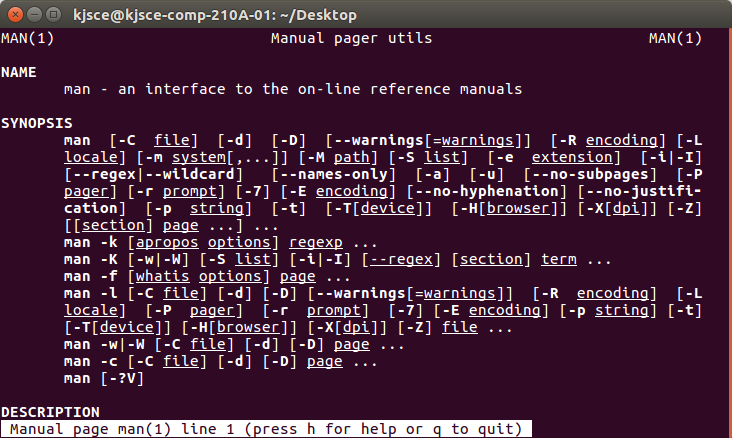 kjsce@kjsce-comp-210A-01: ~/Desktop
MAN(1) Manual pager utils MAN(1)
NAME
man - an interface to the on-line reference manuals
SYNOPSIS
man [-C file] [-d] [-D] [--warnings[=warnings]] [-R encoding] [-L
locale] [-m system[,...]] [-M path] [-S list] [-e extension] [-i|-I]
[--regex|--wildcard] [--names-only] [-a] [-u] [--no-subpages] [-P
pager] [-r prompt] [-7] [-E encoding] [--no-hyphenation] [--no-justifi-
cation] [-p string] [-t] [-T[device]] [-H[browser]] [-X[dpi]] [-Z]
[[section] page ...] ...
man -k [apropos options] regexp ...
man -K [-w|-W] [-S list] [-i|-I] [--regex] [section] term ...
man -f [whatis options] page ...
man -l [-C file] [-d] [-D] [--warnings[=warnings]] [-R encoding] [-L
locale] [-P pager] [-r prompt] [-7] [-E encoding] [-p string] [-t]
[-T[device]] [-H[browser]] [-X[dpi]] [-Z] file ...
man -w|-W [-C file] [-d] [-D] page ...
man -c [-C file] [-d] [-D] page ...
man [-?V]
DESCRIPTION
Manual page man(1) line 1 (press h for help or q to quit)